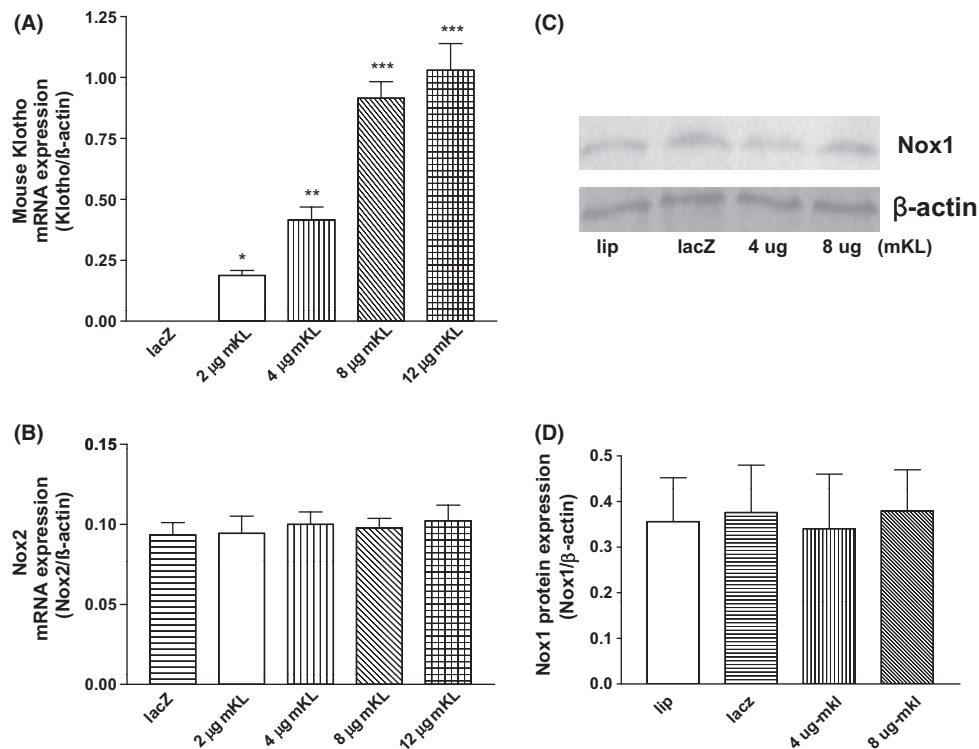 (A)
Mouse Klotho
mRNA expression
(Klotho/ß-actin)
1.25
1.00
0.75
0.50
0.25
0.00
*
**
***
***
lacZ
2 µg mKL
4 µg mKL
8 µg mKL
12 µg mKL
(B)
Nox2
mRNA expression
(Nox2/ß-actin)
0.15
0.10
0.05
0.00
lacZ
2 µg mKL
4 µg mKL
8 µg mKL
12 µg mKL
(C)
Nox1
β-actin
lip lacZ 4 ug 8 ug (mKL)
(D)
Nox1 protein expression
(Nox1/β-actin)
0.5
0.4
0.3
0.2
0.1
0.0
lip
lacz
4 ug-mkl
8 ug-mkl